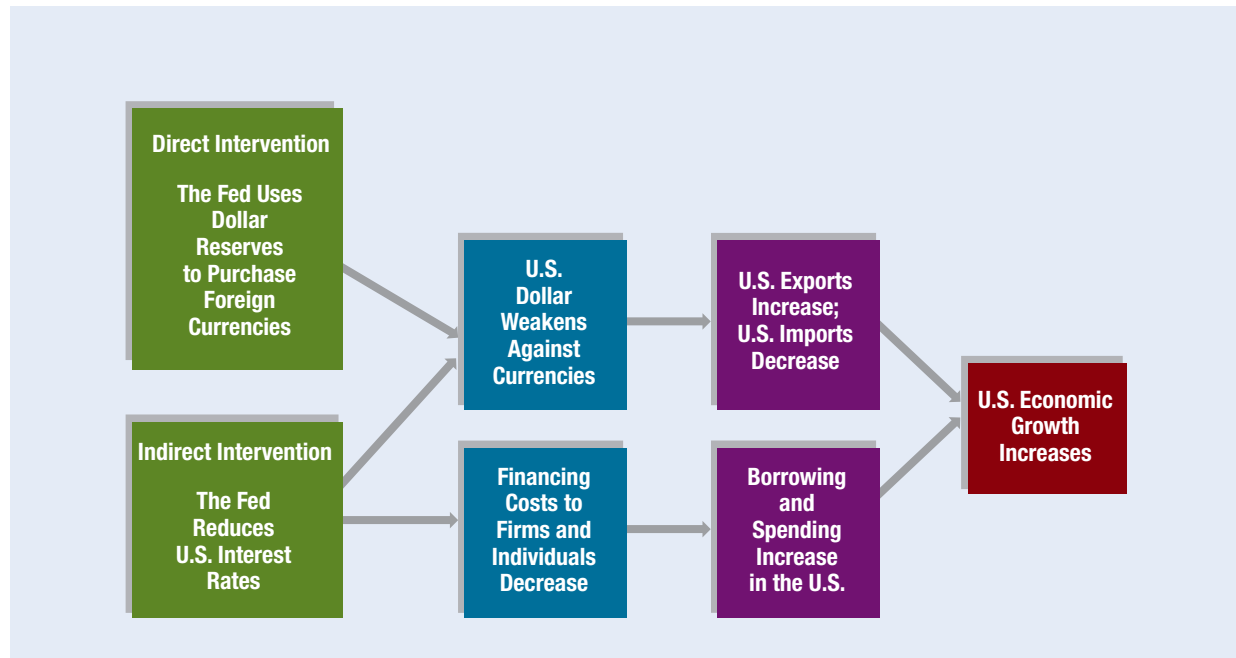 Direct Intervention
The Fed Uses
Dollar
Reserves
to Purchase
Foreign
Currencies
Indirect Intervention
The Fed
Reduces
U.S. Interest
Rates
U.S.
Dollar
Weakens
Against
Currencies
Financing
Costs to
Firms and
Individuals
Decrease
U.S. Exports
Increase;
U.S. Imports
Decrease
Borrowing
and
Spending
Increase
in the U.S.
U.S. Economic
Growth
Increases